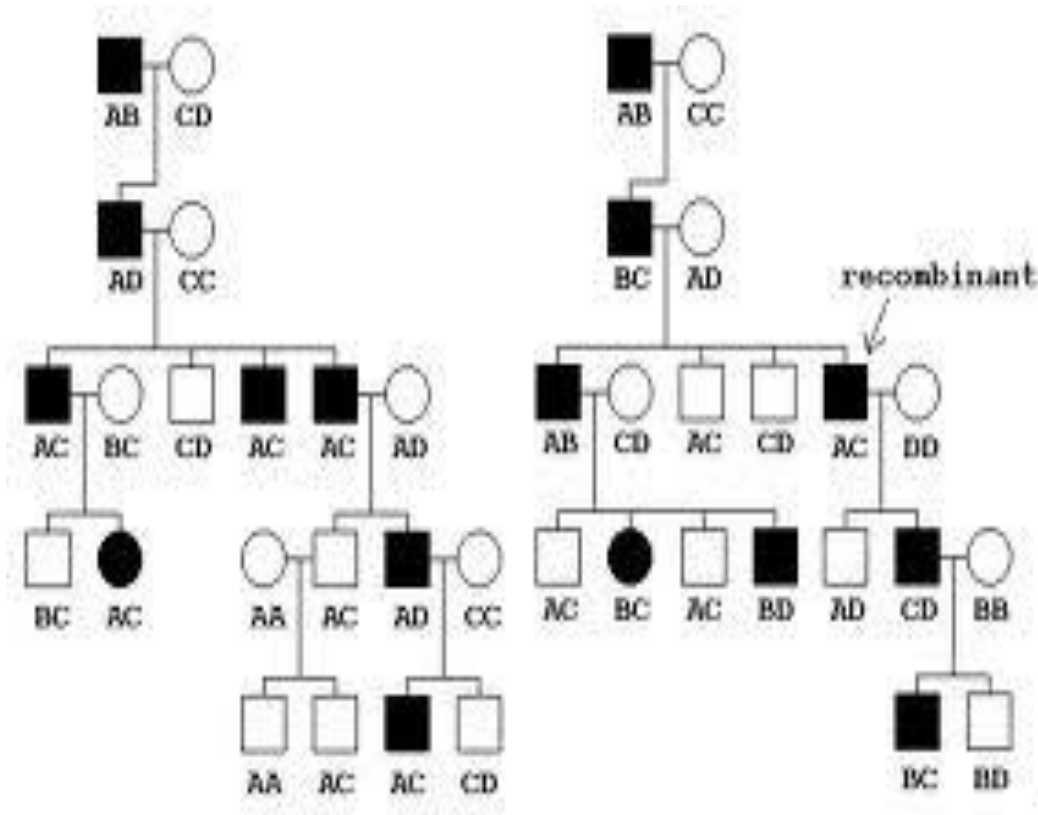 AB CD AB CC
AD CC BC AD
recombinant
AC BC CD AC AC AD AB CD AC CD AC DD
BC AC AA AC AD CC AC BC AC BD AD CD BB
AA AC AC CD BC BD